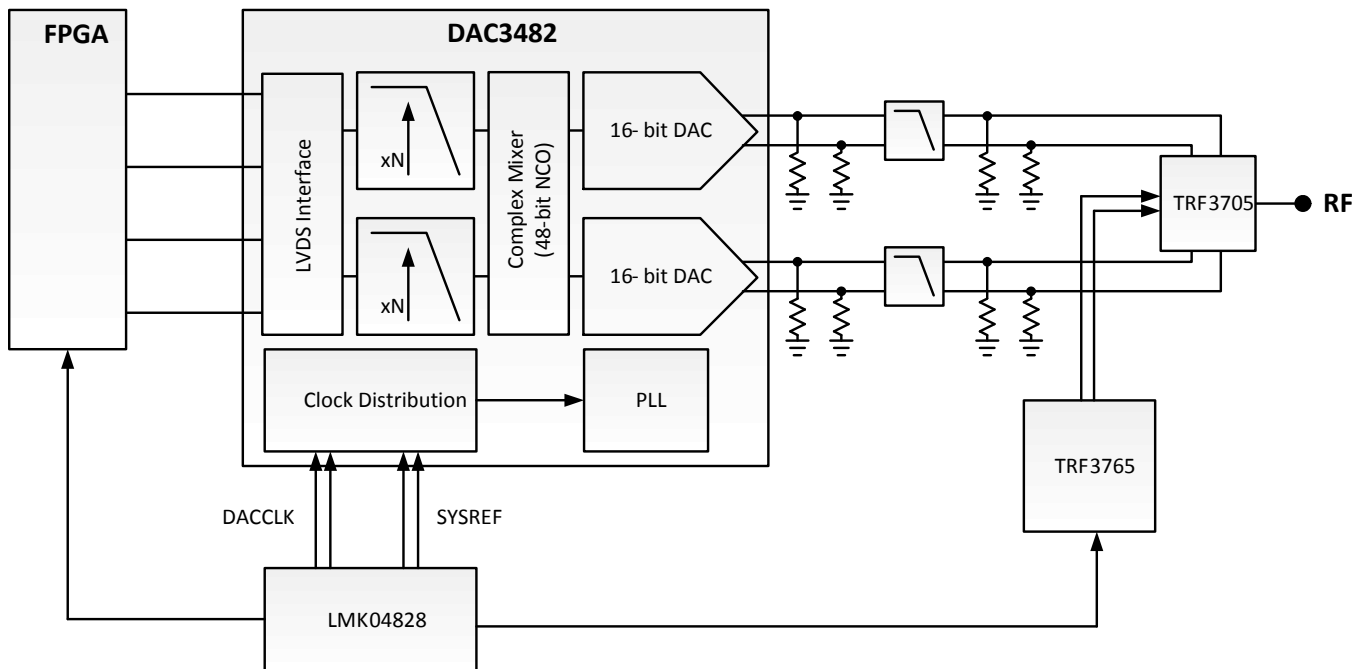 FPGA
DAC3482
LVDS Interface
xN
xN
Complex Mixer
(48-bit NCO)
16- bit DAC
16- bit DAC
Clock Distribution
PLL
TRF3705
RF
TRF3765
DACCLK
SYSREF
LMK04828